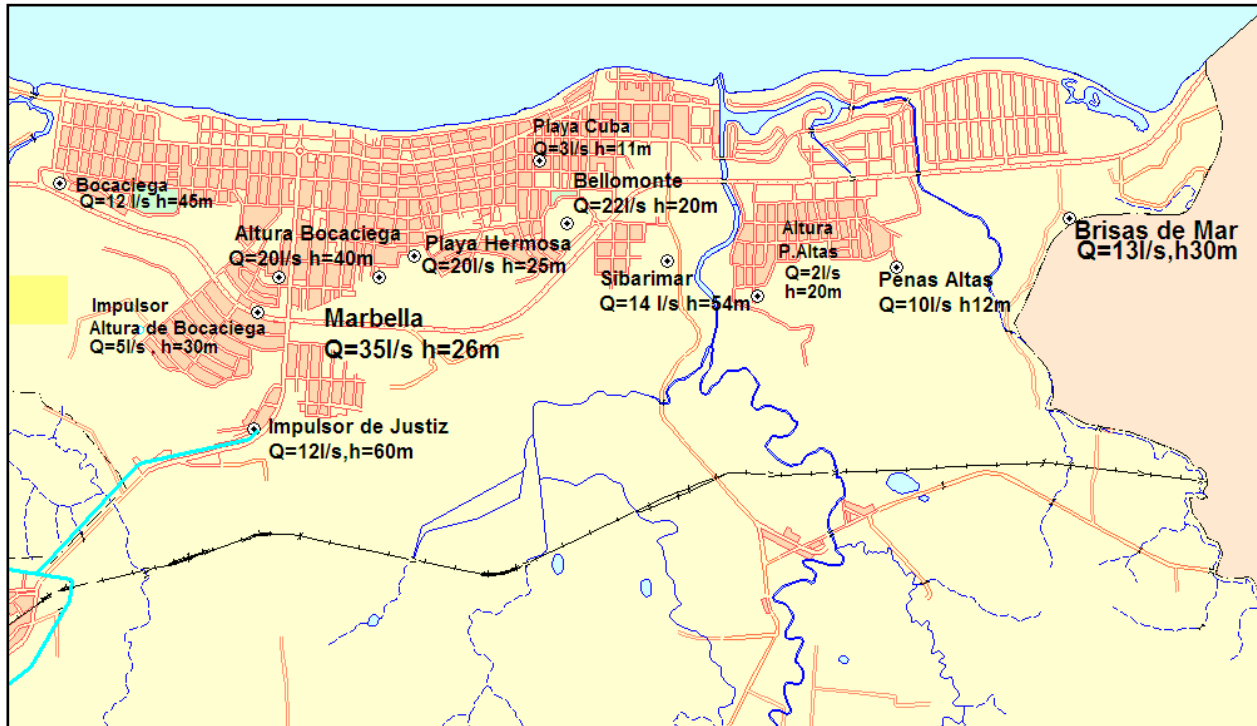 Playa Cuba
Q=3l/s h=11m
Bocaciega
Q=12 l/s h=45m
Bellomonte
Q=22l/s h=20m
Altura Bocaciega
Q=20l/s h=40m
Playa Hermosa
Q=20l/s h=25m
Sibarimar
Q=14 l/s h=54m
Altura
P.Altas
Q=2l/s
h=20m
Penas Altas
Q=10l/s h12m
Brisas de Mar
Q=13l/s,h30m
Impulsor
Altura de Bocaciega
Q=5l/s , h=30m
Marbella
Q=35l/s h=26m
Impulsor de Justiz
Q=12l/s,h=60m